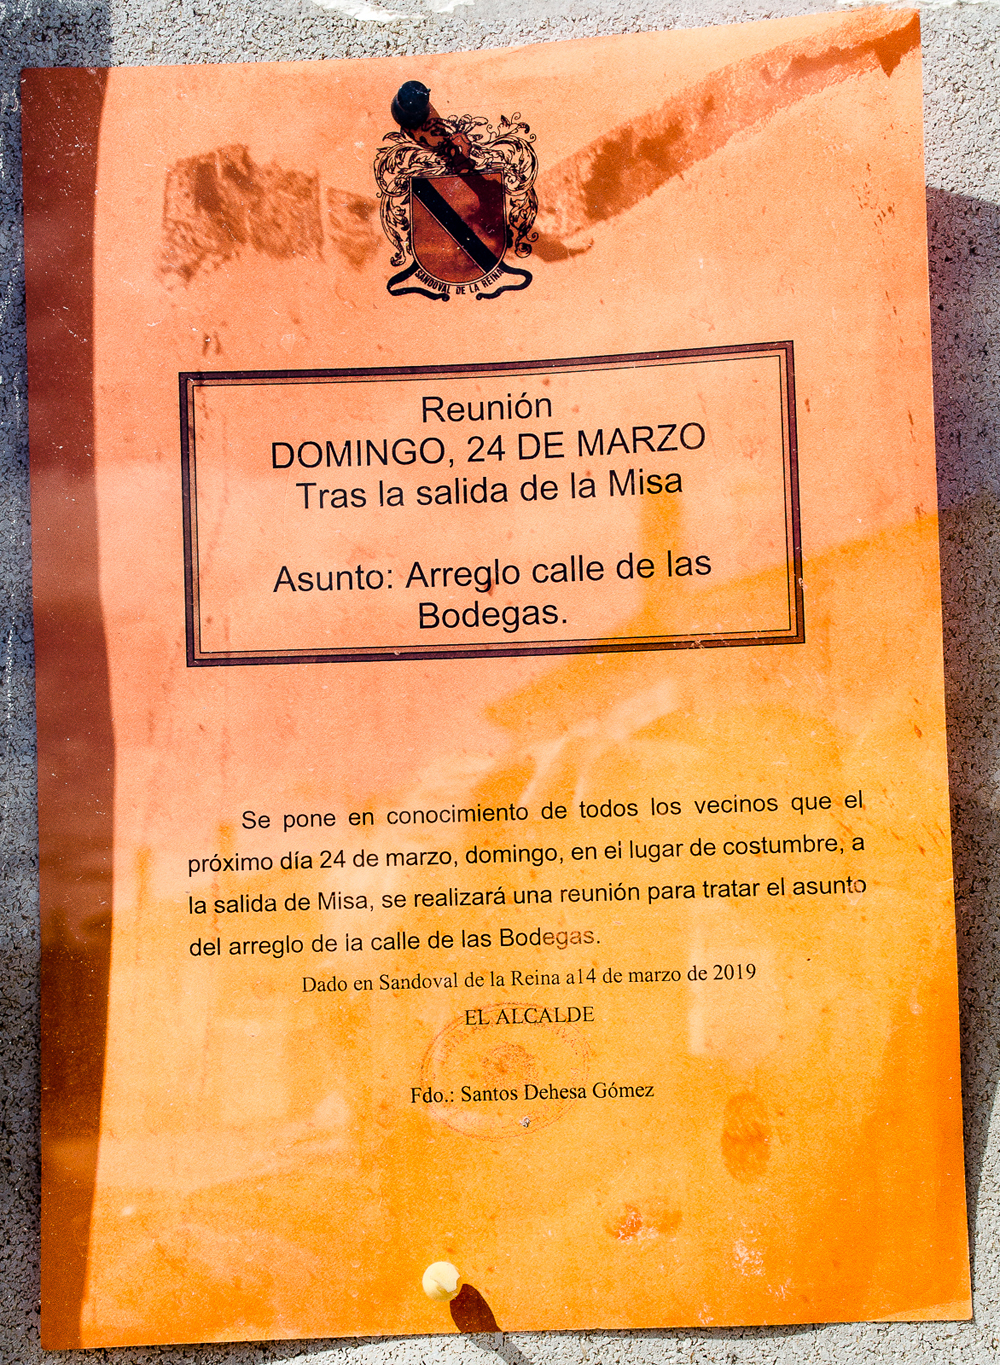 SANDOVAL DE LA REINA
Reunión
DOMINGO, 24 DE MARZO
Tras la salida de la Misa
Asunto: Arreglo calle de las
Bodegas.
Se pone en conocimiento de todos los vecinos que el
próximo día 24 de marzo, domingo, en el lugar de costumbre, a
la salida de Misa, se realizará una reunión para tratar el asunto
del arreglo de la calle de las Bodegas.
Dado en Sandoval de la Reina a14 de marzo de 2019
EL ALCALDE
Fdo.: Santos Dehesa Gómez